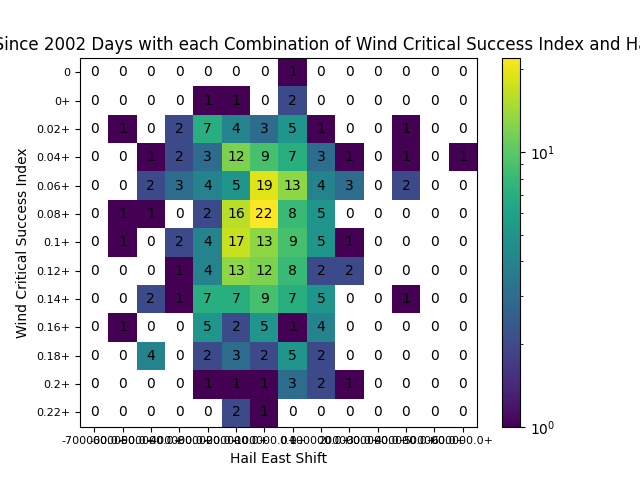 Since 2002 Days with each Combination of Wind Critical Success Index and Ha
0 0 0 0 0 0 0 0 1 0 0 0 0 0 0
0+ 0 0 0 0 1 1 0 2 0 0 0 0 0 0
0.02+ 0 1 0 2 7 4 3 5 1 0 0 1 0 0
0.04+ 0 0 1 2 3 12 9 7 3 1 0 1 0 1
0.06+ 0 0 2 3 4 5 19 13 4 3 0 2 0 0
0.08+ 0 1 1 0 2 16 22 8 5 0 0 0 0 0
0.1+ 0 1 0 2 4 17 13 9 5 1 0 0 0 0
0.12+ 0 0 0 1 4 13 12 8 2 2 0 0 0 0
0.14+ 0 0 2 1 7 7 9 7 5 0 0 1 0 0
0.16+ 0 1 0 0 5 2 5 1 4 0 0 0 0 0
0.18+ 0 0 4 0 2 3 2 5 2 0 0 0 0 0
0.2+ 0 0 0 0 1 1 1 3 2 1 0 0 0 0
0.22+ 0 0 0 0 0 2 1 0 0 0 0 0 0 0
Wind Critical Success Index
Hail East Shift
10¹
10⁰